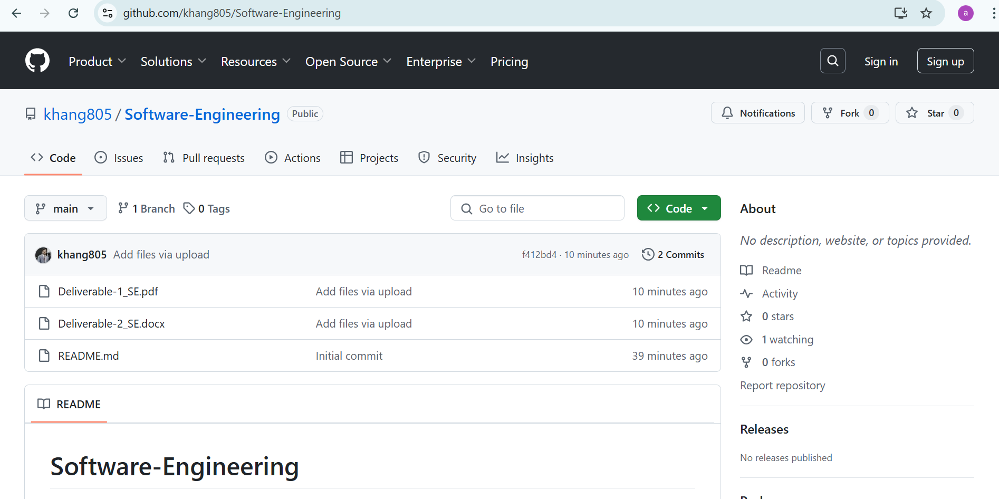 github.com/khang805/Software-Engineering
a
Product
Solutions
Resources
Open Source
Enterprise
Pricing
Sign in
Sign up
khang805 / Software-Engineering Public
Notifications
Fork 0
Star 0
Code
Issues
Pull requests
Actions
Projects
Security
Insights
main
1 Branch
0 Tags
Go to file
Code
khang805 Add files via upload f412bd4 · 10 minutes ago 2 Commits
Deliverable-1_SE.pdf Add files via upload 10 minutes ago
Deliverable-2_SE.docx Add files via upload 10 minutes ago
README.md Initial commit 39 minutes ago
README
Software-Engineering
About
No description, website, or topics provided.
Readme
Activity
0 stars
1 watching
0 forks
Report repository
Releases
No releases published